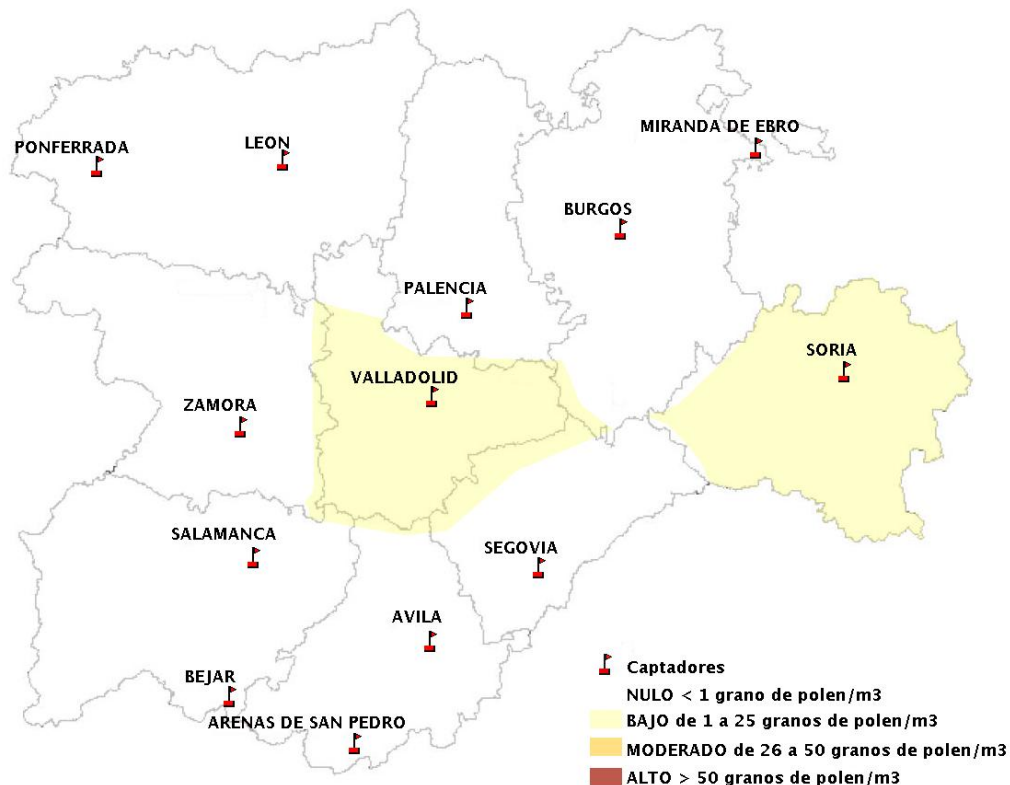 MIRANDA DE EBRO
PONFERRADA
LEON
BURGOS
PALENCIA
SORIA
VALLADOLID
ZAMORA
SALAMANCA
SEGOVIA
AVILA
BEJAR
ARENAS DE SAN PEDRO
Captadores
NULO < 1 grano de polen/m3
BAJO de 1 a 25 granos de polen/m3
MODERADO de 26 a 50 granos de polen/m3
ALTO > 50 granos de polen/m3